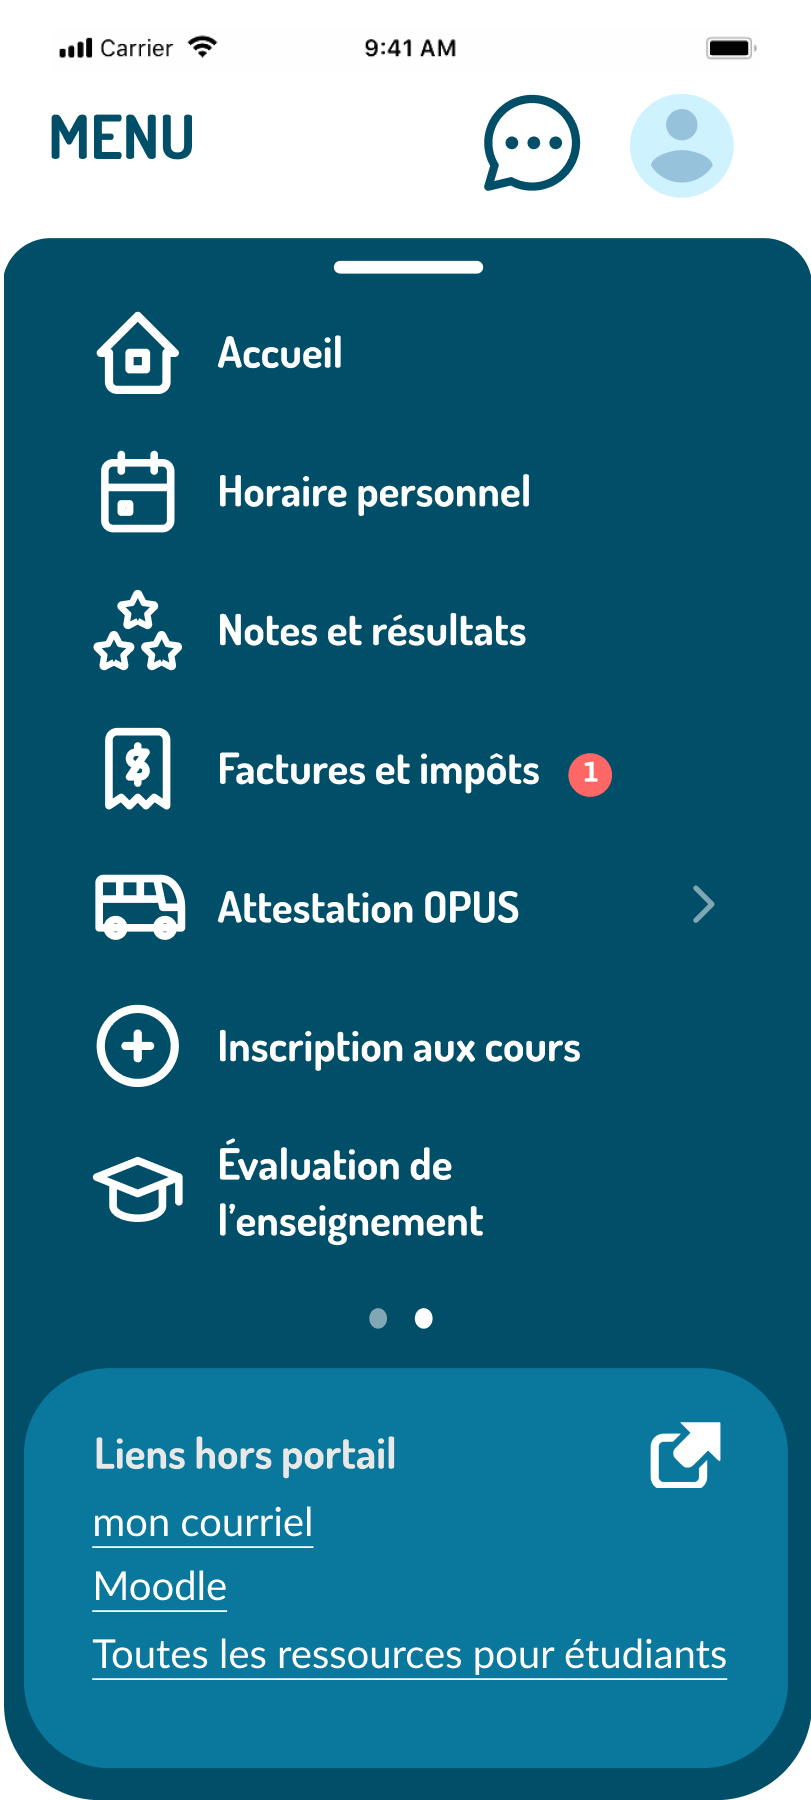 Carrier 9:41 AM
MENU
Accueil
Horaire personnel
Notes et résultats
Factures et impôts 1
Attestation OPUS
Inscription aux cours
Évaluation de
l’enseignement
Liens hors portail
mon courriel
Moodle
Toutes les ressources pour étudiants